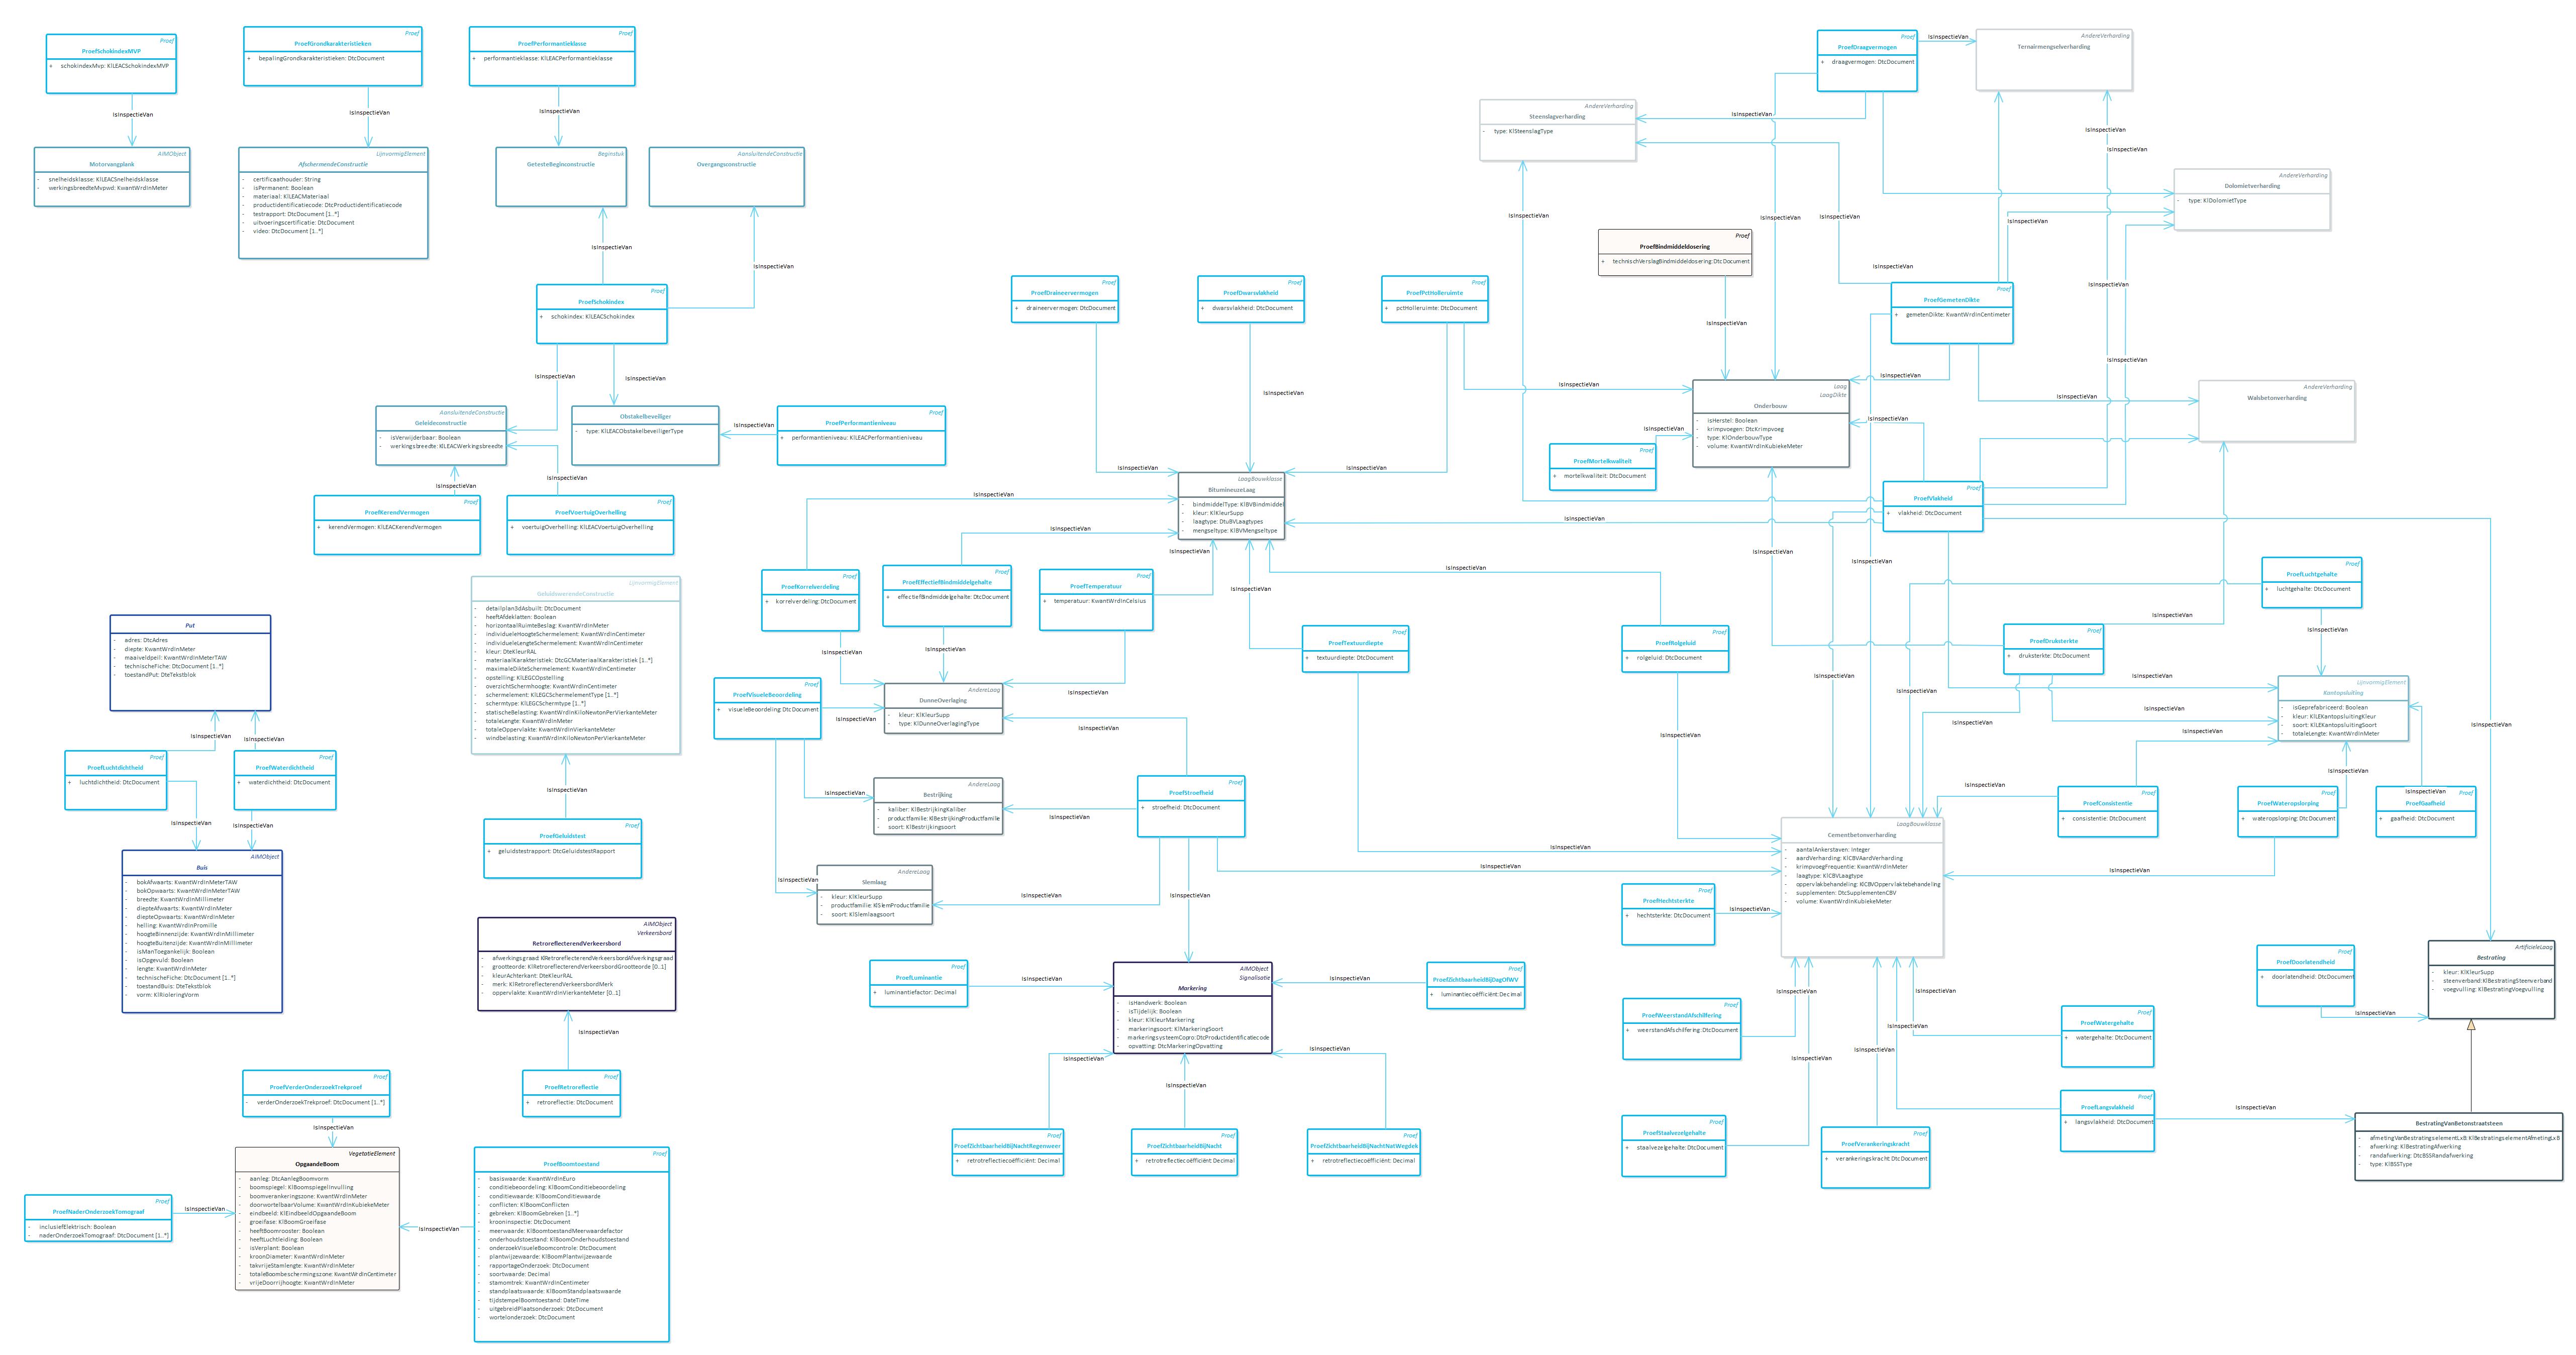 Proef
ProefSchokindexMVP
+ schokindexMvp: KlLEACSchokindexMVP
Proef
ProefGrondkarakteristieken
+ bepalingGrondkarakteristieken: DtcDocument
Proef
ProefPerformantieklasse
+ performantieklasse: KlLEACPerformantieklasse
IsInspectieVan
IsInspectieVan
IsInspectieVan
AIMObject
Motorvangplank
- snelheidsklasse: KlLEACSnelheidsklasse
- werkingsbreedteMvpwd: KwantWrdInMeter
LijnvormigElement
AfschermendeConstructie
- certificaathouder: String
- isPermanent: Boolean
- materiaal: KlLEACMateriaal
- productidentificatiecode: DtcProductidentificatiecode
- testrapport: DtcDocument [1..*]
- uitvoeringscertificatie: DtcDocument
- video: DtcDocument [1..*]
Beginstuk
GetesteBeginconstructie
AansluitendeConstructie
Overgangsconstructie
IsInspectieVan
IsInspectieVan
Proef
ProefSchokindex
+ schokindex: KlLEACSchokindex
IsInspectieVan
IsInspectieVan
AansluitendeConstructie
Geleideconstructie
- isVerwijderbaar: Boolean
- werkingsbreedte: KlLEACWerkingsbreedte
Obstakelbeveiliger
- type: KlLEACObstakelbeveiligerType
IsInspectieVan
Proef
ProefPerformantieniveau
+ performantieniveau: KlLEACPerformantieniveau
IsInspectieVan
IsInspectieVan
Proef
ProefKerendVermogen
+ kerendVermogen: KlLEACKerendVermogen
Proef
ProefVoertuigOverhelling
+ voertuigOverhelling: KlLEACVoertuigOverhelling
Put
- adres: DtcAdres
- diepte: KwantWrdInMeter
- maaiveldpeil: KwantWrdInMeterTAW
- technischeFiche: DtcDocument [1..*]
- toestandPut: DteTekstblok
IsInspectieVan
IsInspectieVan
Proef
ProefLuchtdichtheid
+ luchtdichtheid: DtcDocument
Proef
ProefWaterdichtheid
+ waterdichtheid: DtcDocument
IsInspectieVan
IsInspectieVan
AIMObject
Buis
- bokAfwaarts: KwantWrdInMeterTAW
- bokOpwaarts: KwantWrdInMeterTAW
- breedte: KwantWrdInMillimeter
- diepteAfwaarts: KwantWrdInMeter
- diepteOpwaarts: KwantWrdInMeter
- helling: KwantWrdInPromille
- hoogteBinnenzijde: KwantWrdInMillimeter
- hoogteBuitenzijde: KwantWrdInMillimeter
- isManToegankelijk: Boolean
- isOpgevuld: Boolean
- lengte: KwantWrdInMeter
- technischeFiche: DtcDocument [1..*]
- toestandBuis: DteTekstblok
- vorm: KlRioleringVorm
LijnvormigElement
GeluidswerendeConstructie
- detailplan3dAsbuilt: DtcDocument
- heeftAfdeklatten: Boolean
- horizontaalRuimteBeslag: KwantWrdInMeter
- individueleHoogteSchermelement: KwantWrdInCentimeter
- individueleLengteSchermelement: KwantWrdInCentimeter
- kleur: DteKleurRAL
- materiaalKarakteristiek: DtcGCMateriaalKarakteristiek [1..*]
- maximaleDikteSchermelement: KwantWrdInCentimeter
- opstelling: KlLEGCOpstelling
- overzichtSchermhoogte: KwantWrdInCentimeter
- schermelement: KlLEGCSchermelementType [1..*]
- schermtype: KlLEGCSchermtype [1..*]
- statischeBelasting: KwantWrdInKiloNewtonPerVierkanteMeter
- totaleLengte: KwantWrdInMeter
- totaleOppervlakte: KwantWrdInVierkanteMeter
- windbelasting: KwantWrdInKiloNewtonPerVierkanteMeter
IsInspectieVan
Proef
ProefGeluidstest
+ geluidstestrapport: DtcGeluidstestRapport
AIMObject
Verkeersbord
RetroreflecterendVerkeersbord
- afwerkingsgraad: KlRetroreflecterendVerkeersbordAfwerkingsgraad
- grootteorde: KlRetroreflecterendVerkeersbordGrootteorde [0..1]
- kleurAchterkant: DteKleurRAL
- merk: KlRetroreflecterendVerkeersbordMerk
- oppervlakte: KwantWrdInVierkanteMeter [0..1]
IsInspectieVan
Proef
ProefRetroreflectie
+ retroreflectie: DtcDocument
Proef
ProefVerderOnderzoekTrekproef
- verderOnderzoekTrekproef: DtcDocument [1..*]
IsInspectieVan
VegetatieElement
OpgaandeBoom
- aanleg: DtcAanlegBoomvorm
- boomspiegel: KlBoomspiegelInvulling
- boomverankeringszone: KwantWrdInMeter
- doorwortelbaarVolume: KwantWrdInKubiekeMeter
- eindbeeld: KlEindbeeldOpgaandeBoom
- groeifase: KlBoomGroeifase
- heeftBoomrooster: Boolean
- heeftLuchtleiding: Boolean
- isVerplant: Boolean
- kroonDiameter: KwantWrdInMeter
- takvrijeStamlengte: KwantWrdInMeter
- totaleBoombeschermingszone: KwantWrdInCentimeter
- vrijeDoorrijhoogte: KwantWrdInMeter
Proef
ProefNaderOnderzoekTomograaf
- inclusiefElektrisch: Boolean
- naderOnderzoekTomograaf: DtcDocument [1..*]
IsInspectieVan
IsInspectieVan
Proef
ProefBoomtoestand
- basiswaarde: KwantWrdInEuro
- conditiebeoordeling: KlBoomConditiebeoordeling
- conditiewaarde: KlBoomConditiewaarde
- conflicten: KlBoomConflicten
- gebreken: KlBoomGebreken [1..*]
- krooninspectie: DtcDocument
- meerwaarde: KlBoomtoestandMeerwaardefactor
- onderhoudstoestand: KlBoomOnderhoudstoestand
- onderzoekVisueleBoomcontrole: DtcDocument
- plantwijzewaarde: KlBoomPlantwijzewaarde
- rapportageOnderzoek: DtcDocument
- soortwaarde: Decimal
- stamomtrek: KwantWrdInCentimeter
- standplaatswaarde: KlBoomStandplaatswaarde
- tijdstempelBoomtoestand: DateTime
- uitgebreidPlaatsonderzoek: DtcDocument
- wortelonderzoek: DtcDocument
Proef
ProefDraineervermogen
+ draineervermogen: DtcDocument
Proef
ProefDwarsvlakheid
+ dwarsvlakheid: DtcDocument
Proef
ProefPctHolleruimte
+ pctHolleruimte: DtcDocument
IsInspectieVan
IsInspectieVan
IsInspectieVan
IsInspectieVan
LaagBouwklasse
BitumineuzeLaag
- bindmiddelType: KlBVBindmiddel
- kleur: KlKleurSupp
- laagtype: DtuBVLaagtypes
- mengseltype: KlBVMengseltype
IsInspectieVan
IsInspectieVan
IsInspectieVan
IsInspectieVan
IsInspectieVan
IsInspectieVan
Proef
ProefKorrelverdeling
+ korrelverdeling: DtcDocument
Proef
ProefEffectiefBindmiddelgehalte
+ effectiefBindmiddelgehalte: DtcDocument
Proef
ProefTemperatuur
+ temperatuur: KwantWrdInCelsius
Proef
ProefTextuurdiepte
+ textuurdiepte: DtcDocument
Proef
ProefRolgeluid
+ rolgeluid: DtcDocument
IsInspectieVan
IsInspectieVan
IsInspectieVan
Proef
ProefVisueleBeoordeling
+ visueleBeoordeling: DtcDocument
IsInspectieVan
AndereLaag
DunneOverlaging
- kleur: KlKleurSupp
- type: KlDunneOverlagingType
IsInspectieVan
IsInspectieVan
AndereLaag
Bestrijking
- kaliber: KlBestrijkingKaliber
- productfamilie: KlBestrijkingProductfamilie
- soort: KlBestrijkingsoort
IsInspectieVan
Proef
ProefStroefheid
+ stroefheid: DtcDocument
IsInspectieVan
AndereLaag
Slemlaag
- kleur: KlKleurSupp
- productfamilie: KlSlemProductfamilie
- soort: KlSlemlaagsoort
IsInspectieVan
IsInspectieVan
IsInspectieVan
IsInspectieVan
IsInspectieVan
Proef
ProefLuminantie
+ luminantiefactor: Decimal
IsInspectieVan
AIMObject
Signalisatie
Markering
- isHandwerk: Boolean
- isTijdelijk: Boolean
- kleur: KlKleurMarkering
- markeringsoort: KlMarkeringSoort
- markeringsysteemCopro: DtcProductidentificatiecode
- opvatting: DtcMarkeringOpvatting
IsInspectieVan
Proef
ProefZichtbaarheidBijDagOfWV
+ luminantiecoëfficiënt: Decimal
IsInspectieVan
IsInspectieVan
IsInspectieVan
Proef
ProefZichtbaarheidBijNachtRegenweer
+ retrotreflectiecoëfficiënt: Decimal
Proef
ProefZichtbaarheidBijNacht
+ retrotreflectiecoëfficiënt: Decimal
Proef
ProefZichtbaarheidBijNachtNatWegdek
+ retrotreflectiecoëfficiënt: Decimal
Proef
ProefDraagvermogen
+ draagvermogen: DtcDocument
IsInspectieVan
AndereVerharding
Ternairmengselverharding
AndereVerharding
Steenslagverharding
- type: KlSteenslagType
IsInspectieVan
IsInspectieVan
IsInspectieVan
AndereVerharding
Dolomietverharding
- type: KlDolomietType
IsInspectieVan
IsInspectieVan
IsInspectieVan
IsInspectieVan
IsInspectieVan
Proef
ProefBindmiddeldosering
+ technischVerslagBindmiddeldosering: DtcDocument
IsInspectieVan
Proef
ProefGemetenDikte
+ gemetenDikte: KwantWrdInCentimeter
IsInspectieVan
IsInspectieVan
IsInspectieVan
IsInspectieVan
IsInspectieVan
Laag
LaagDikte
Onderbouw
- isHerstel: Boolean
- krimpvoegen: DtcKrimpvoeg
- type: KlOnderbouwType
- volume: KwantWrdInKubiekeMeter
AndereVerharding
Walsbetonverharding
IsInspectieVan
IsInspectieVan
Proef
ProefMortelkwaliteit
+ mortelkwaliteit: DtcDocument
Proef
ProefVlakheid
+ vlakheid: DtcDocument
IsInspectieVan
IsInspectieVan
IsInspectieVan
Proef
ProefLuchtgehalte
+ luchtgehalte: DtcDocument
IsInspectieVan
IsInspectieVan
Proef
ProefDruksterkte
+ druksterkte: DtcDocument
IsInspectieVan
IsInspectieVan
IsInspectieVan
LijnvormigElement
Kantopsluiting
- isGeprefabriceerd: Boolean
- kleur: KlLEKantopsluitingKleur
- soort: KlLEKantopsluitingSoort
- totaleLengte: KwantWrdInMeter
IsInspectieVan
IsInspectieVan
IsInspectieVan
IsInspectieVan
IsInspectieVan
IsInspectieVan
IsInspectieVan
IsInspectieVan
Proef
ProefConsistentie
+ consistentie: DtcDocument
Proef
ProefWateropslorping
+ wateropslorping: DtcDocument
Proef
ProefGaafheid
+ gaafheid: DtcDocument
LaagBouwklasse
Cementbetonverharding
- aantalAnkerstaven: Integer
- aardVerharding: KlCBVAardVerharding
- krimpvoegFrequentie: KwantWrdInMeter
- laagtype: KlCBVLaagtype
- oppervlakbehandeling: KlCBVOppervlaktebehandeling
- supplementen: DtcSupplementenCBV
- volume: KwantWrdInKubiekeMeter
IsInspectieVan
Proef
ProefHechtsterkte
+ hechtsterkte: DtcDocument
IsInspectieVan
Proef
ProefDoorlatendheid
+ doorlatendheid: DtcDocument
ArtificieleLaag
Bestrating
- kleur: KlKleurSupp
- steenverband: KlBestratingSteenverband
- voegvulling: KlBestratingVoegvulling
IsInspectieVan
IsInspectieVan
IsInspectieVan
IsInspectieVan
Proef
ProefWeerstandAfschilfering
+ weerstandAfschilfering: DtcDocument
Proef
ProefWatergehalte
+ watergehalte: DtcDocument
IsInspectieVan
IsInspectieVan
Proef
ProefStaalvezelgehalte
+ staalvezelgehalte: DtcDocument
Proef
ProefVerankeringskracht
+ verankeringskracht: DtcDocument
Proef
ProefLangsvlakheid
+ langsvlakheid: DtcDocument
IsInspectieVan
BestratingVanBetonstraatsteen
- afmetingVanBestratingselementLxB: KlBestratingselementAfmetingLxB
- afwerking: KlBestratingAfwerking
- randafwerking: DtcBSSRandafwerking
- type: KlBSSType